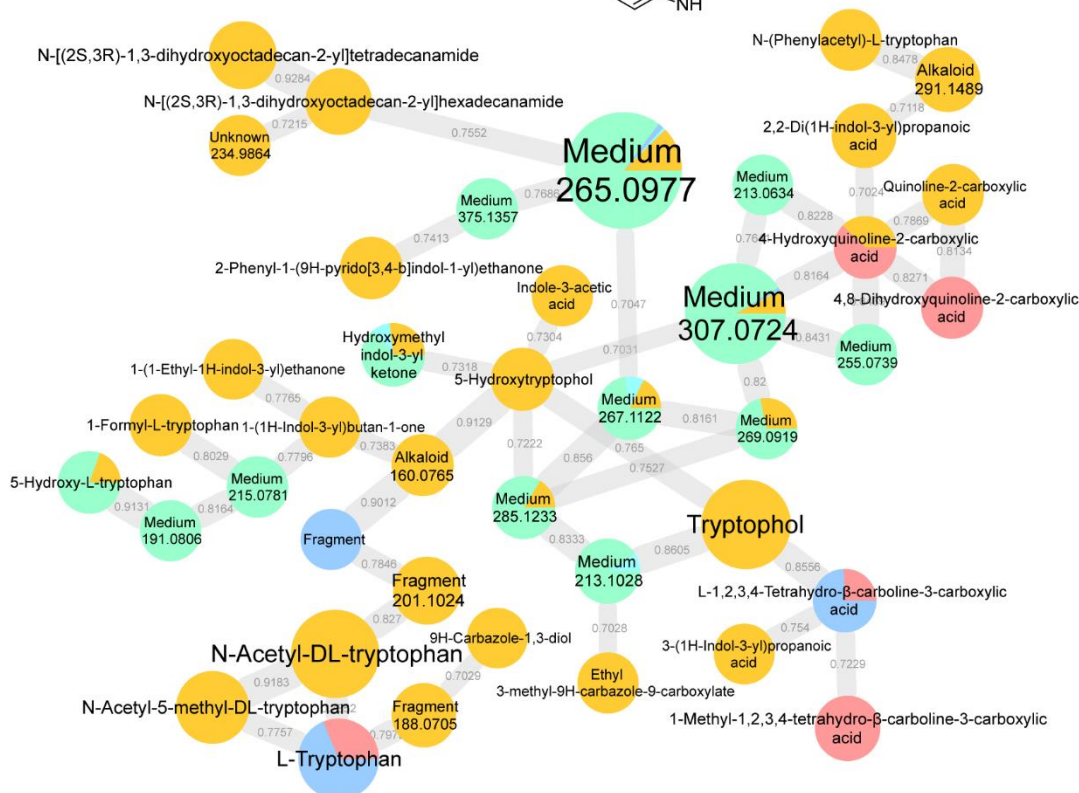 NH
N-[(2S,3R)-1,3-dihydroxyoctadecan-2-yl]tetradecanamide
0.9284
N-[(2S,3R)-1,3-dihydroxyoctadecan-2-yl]hexadecanamide
0.7215
Unknown
234.9864
0.7552
Medium
265.0977
N-(Phenylacetyl)-L-tryptophan
0.8478
Alkaloid
291.1489
0.7118
2,2-Di(1H-indol-3-yl)propanoic
acid
Medium
375.1357
0.7413
2-Phenyl-1-(9H-pyrido[3,4-b]indol-1-yl)ethanone
Medium
213.0634
0.7024
0.8228
Quinoline-2-carboxylic
acid
0.7869
4-Hydroxyquinoline-2-carboxylic
acid
0.8134
0.8164
0.8271
4,8-Dihydroxyquinoline-2-carboxylic
acid
Indole-3-acetic
acid
0.7304
0.7047
Medium
307.0724
0.8431
Medium
255.0739
Hydroxymethyl
indol-3-yl
ketone
0.7318
0.7031
5-Hydroxytryptophol
0.82
1-(1-Ethyl-1H-indol-3-yl)ethanone
0.7765
1-Formyl-L-tryptophan
1-(1H-Indol-3-yl)butan-1-one
0.8029
0.7796
0.7383
0.9129
Alkaloid
160.0765
Medium
267.1122
0.8161
Medium
269.0919
0.7222
0.856
0.765
0.7527
5-Hydroxy-L-tryptophan
Medium
215.0781
0.9131
0.8164
Medium
191.0806
0.9012
Medium
285.1233
Tryptophol
Fragment
0.7846
0.8333
0.8605
Medium
213.1028
0.8556
Fragment
201.1024
0.827
L-1,2,3,4-Tetrahydro-β-carboline-3-carboxylic
acid
9H-Carbazole-1,3-diol
0.7028
0.754
3-(1H-Indol-3-yl)propanoic
acid
0.7229
N-Acetyl-DL-tryptophan
0.9183
0.7029
Ethyl
3-methyl-9H-carbazole-9-carboxylate
N-Acetyl-5-methyl-DL-tryptophan
Fragment
188.0705
0.7757
L-Tryptophan
1-Methyl-1,2,3,4-tetrahydro-β-carboline-3-carboxylic
acid